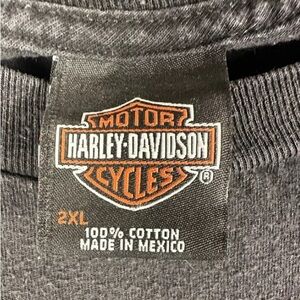 MOTOR
HARLEY-DAVIDSON
CYCLES ®
2XL
100% COTTON
MADE IN MEXICO